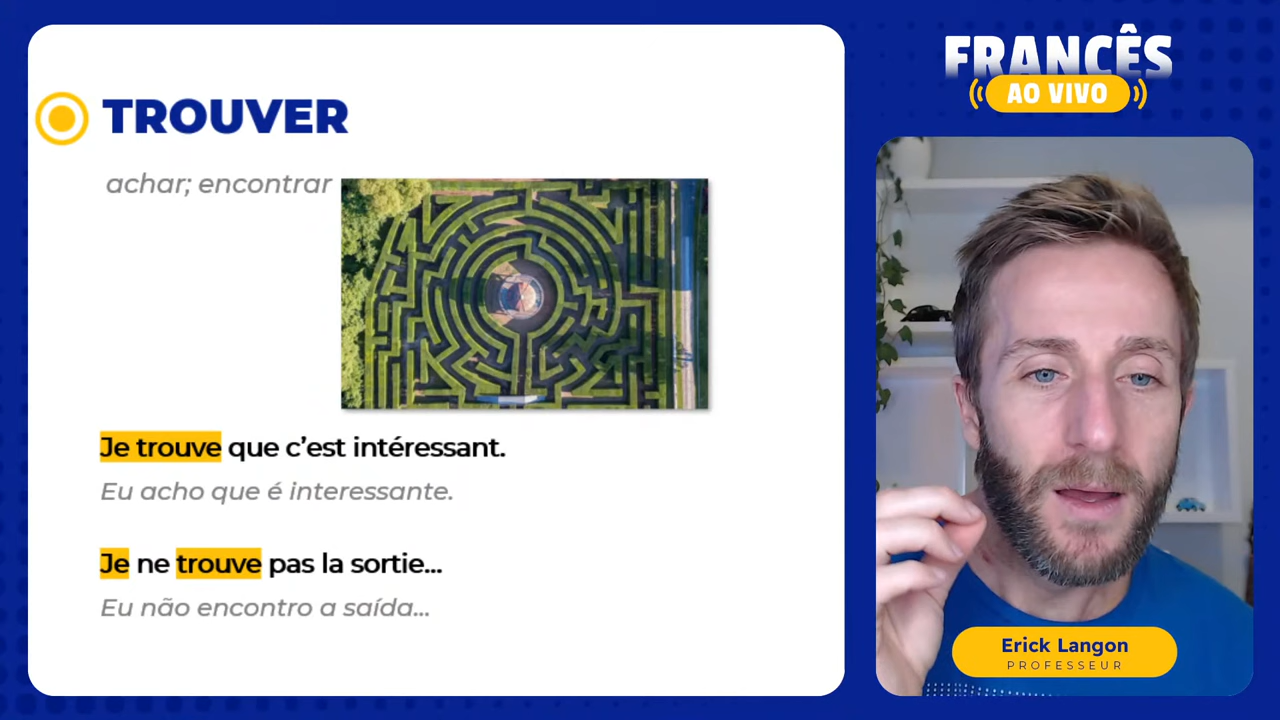 TROUVER
achar; encontrar
Je trouve que c’est intéressant.
Eu acho que é interessante.
Je ne trouve pas la sortie...
Eu não encontro a saída...
FRANCÊS
AO VIVO
Erick Langon
PROFESSEUR